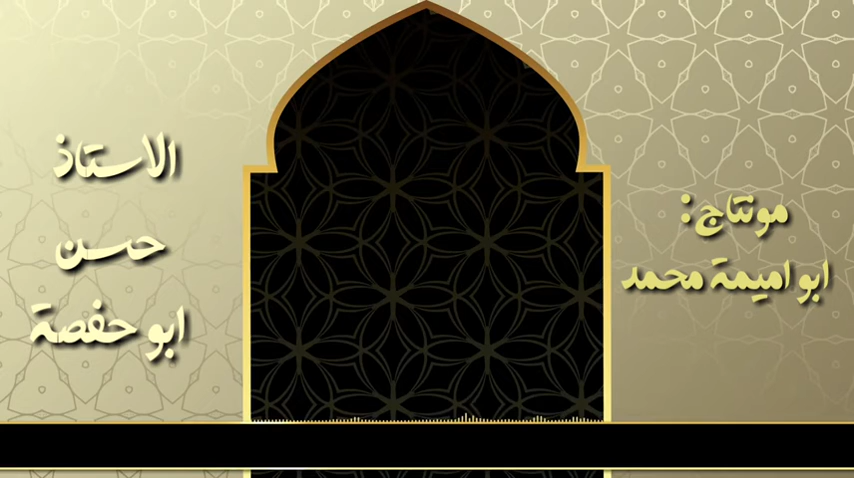 الاستاذ
حسن
ابو حفصة
مونتاج:
ابو اميمة محمد